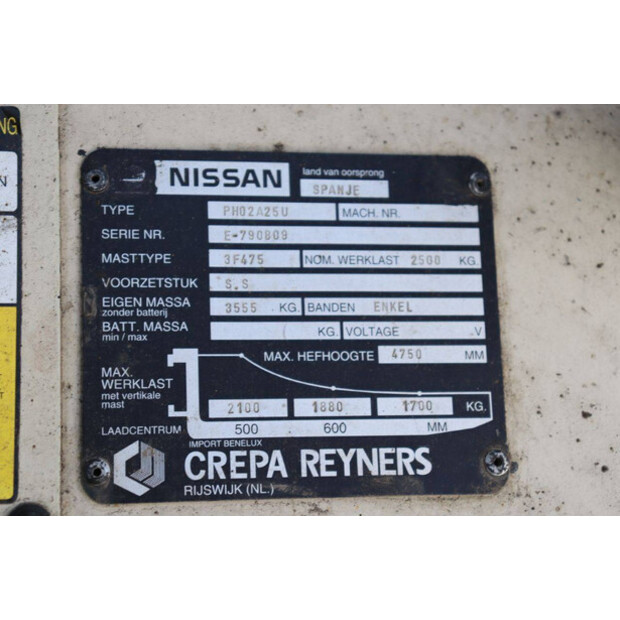 NG
N
T
NISSAN
land van oorsprong
SPANJE
TYPE PH02A25U MACH. NR.
SERIE NR. E-790809
MASTTYPE 3F475 NOM. WERKLAST 2500 KG.
VOORZETSTUK S.S
EIGEN MASSA 3555 KG. BANDEN ENKEL
zonder batterij
BATT. MASSA KG. VOLTAGE V
min / max
MAX. HEFHOOGTE 4750 MM
MAX.
WERKLAST
met vertikale
mast
2100 1880 1700 KG.
LAADCENTRUM 500 600 MM
IMPORT BENELUX
CREPA REYNERS
RIJSWIJK (NL.)